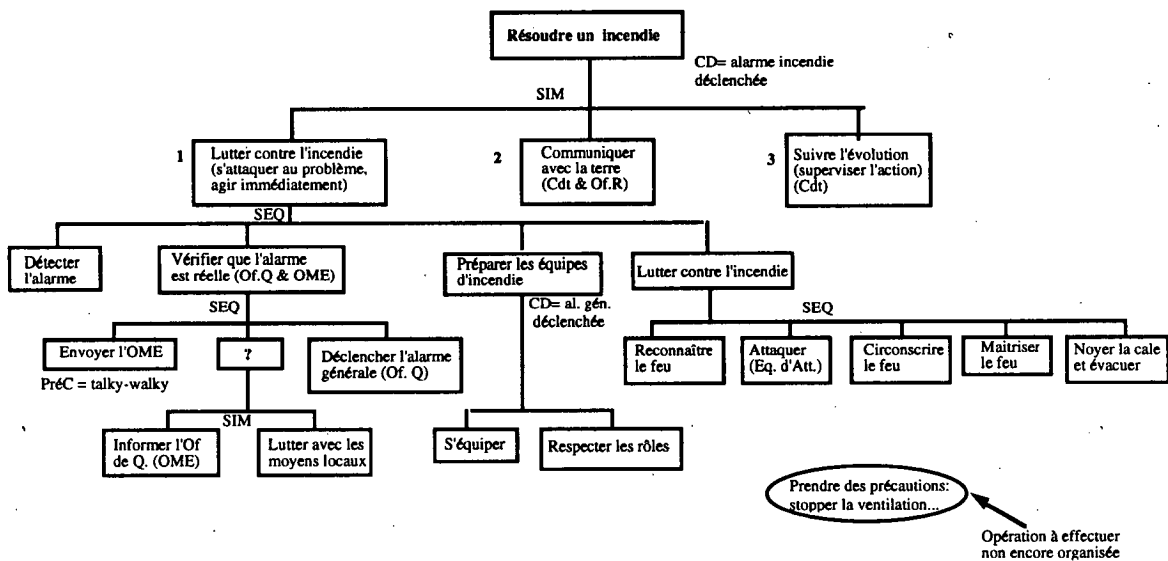 Résoudre un incendie
CD= alarme incendie
déclenchée
SIM
1
Lutter contre l'incendie
(s'attaquer au problème,
agir immédiatement)
2
Communiquer
avec la terre
(Cdt & Of.R)
3
Suivre l'évolution
(superviser l'action)
(Cdt)
SEQ
Détecter
l'alarme
Vérifier que l'alarme
est réelle (Of.Q & OME)
Préparer les équipes
d'incendie
Lutter contre l'incendie
SEQ
CD= al. gén.
déclenchée
SEQ
Envoyer l'OME
PréC = talky-walky
?
Déclencher l'alarme
générale (Of. Q)
Reconnaître
le feu
Attaquer
(Eq. d'Att.)
Circonscrire
le feu
Maitriser
le feu
Noyer la cale
et évacuer
SIM
Informer l'Of
de Q. (OME)
Lutter avec les
moyens locaux
S'équiper
Respecter les rôles
Prendre des précautions:
stopper la ventilation...
Opération à effectuer
non encore organisée